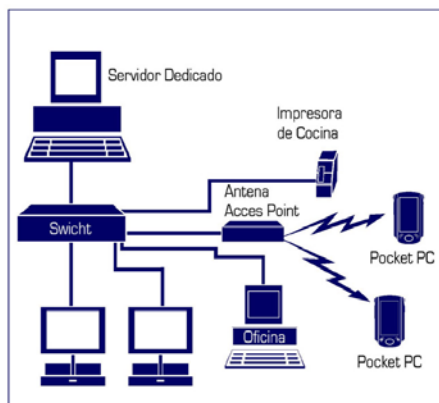 Servidor Dedicado
Impresora
de Cocina
Antena
Acces Point
Swicht
Pocket PC
Oficina
Pocket PC